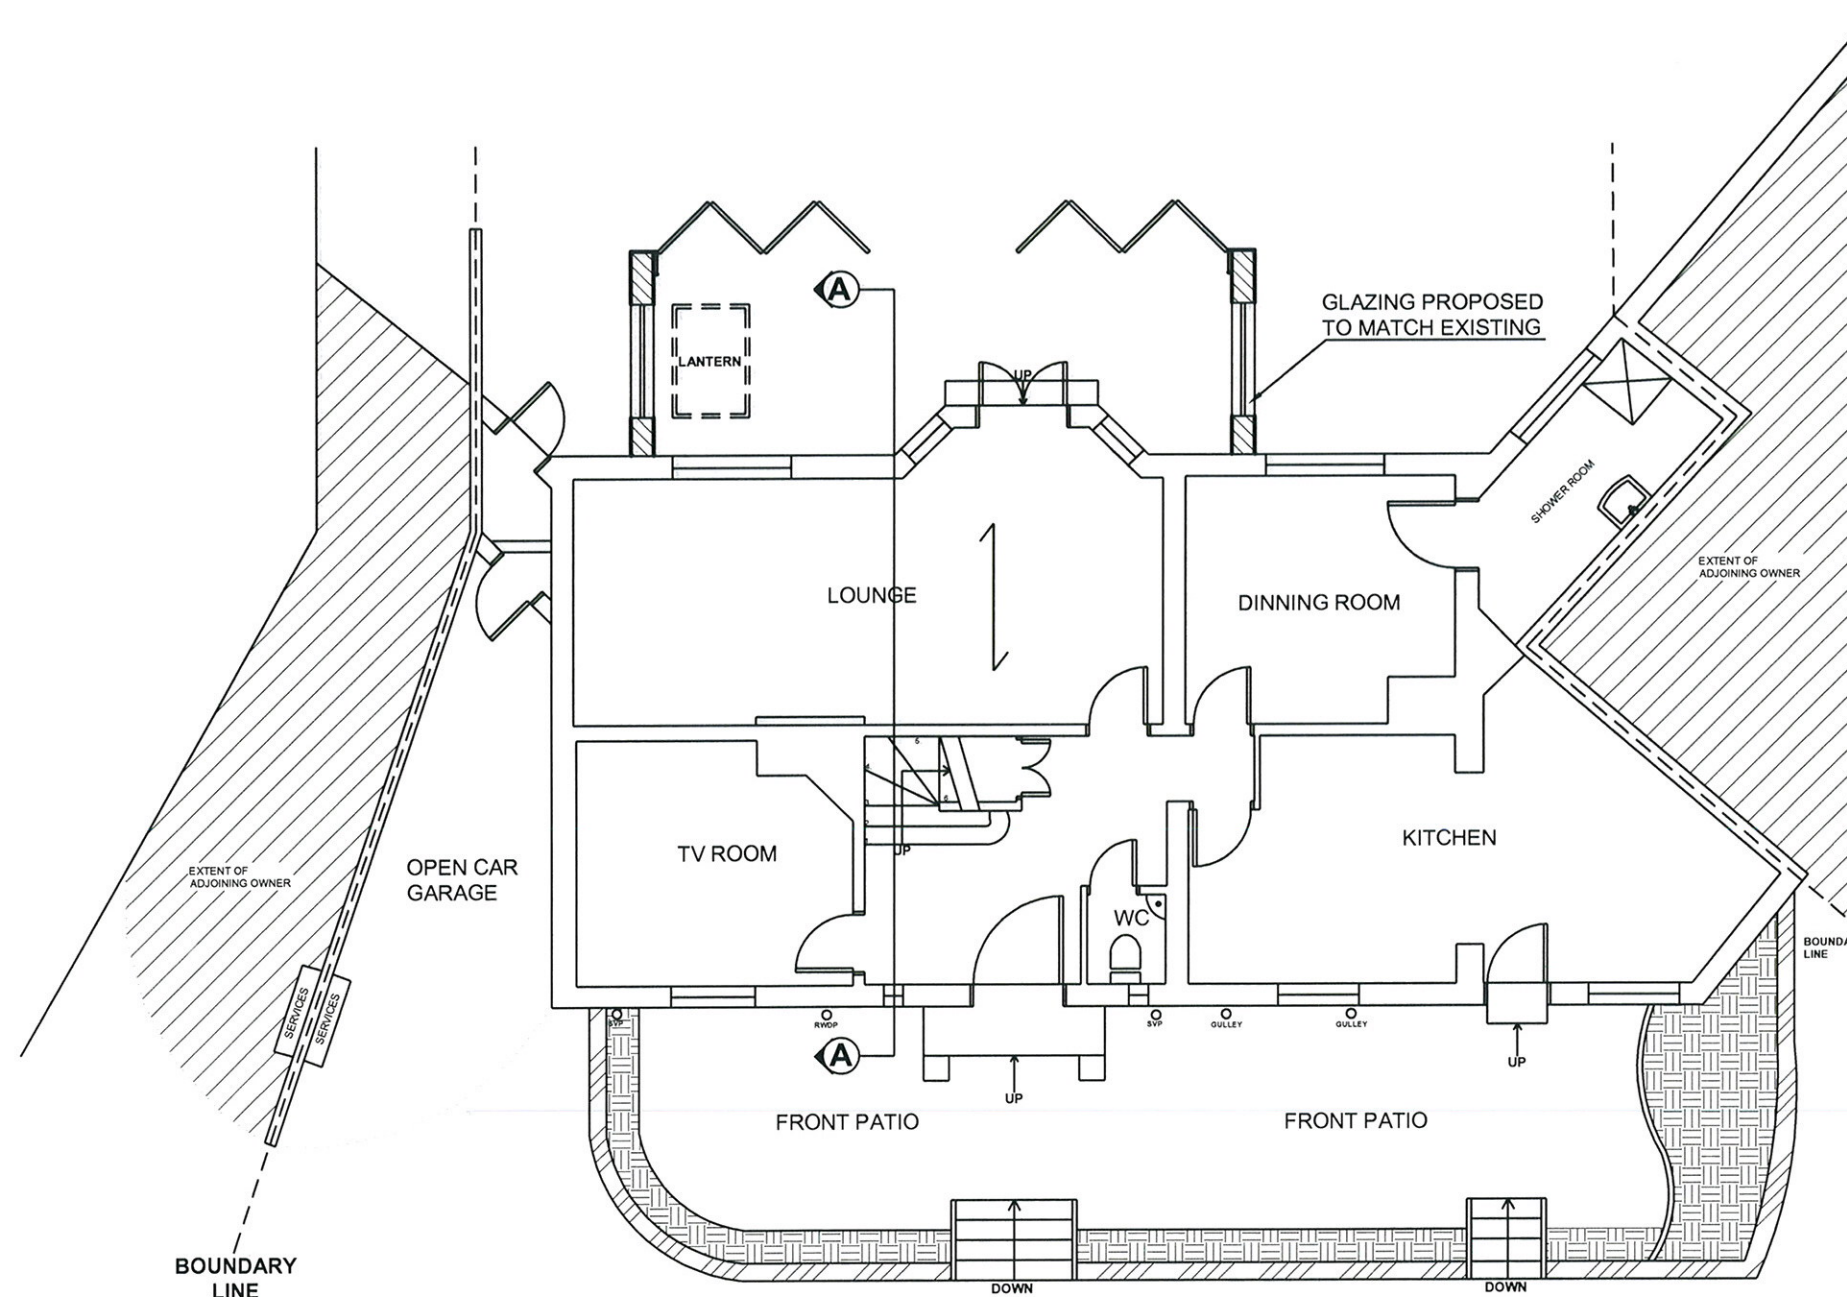 A
GLAZING PROPOSED
TO MATCH EXISTING
LANTERN
UP
SHOWER ROOM
EXTENT OF
ADJOINING OWNER
LOUNGE
DINNING ROOM
TV ROOM
KITCHEN
OPEN CAR
GARAGE
EXTENT OF
ADJOINING OWNER
WC
BOUNDA
LINE
SERVICES
SERVICES
SVP
RWDP
SVP
GULLEY
GULLEY
A
UP
UP
FRONT PATIO
FRONT PATIO
BOUNDARY
LINE
DOWN
DOWN